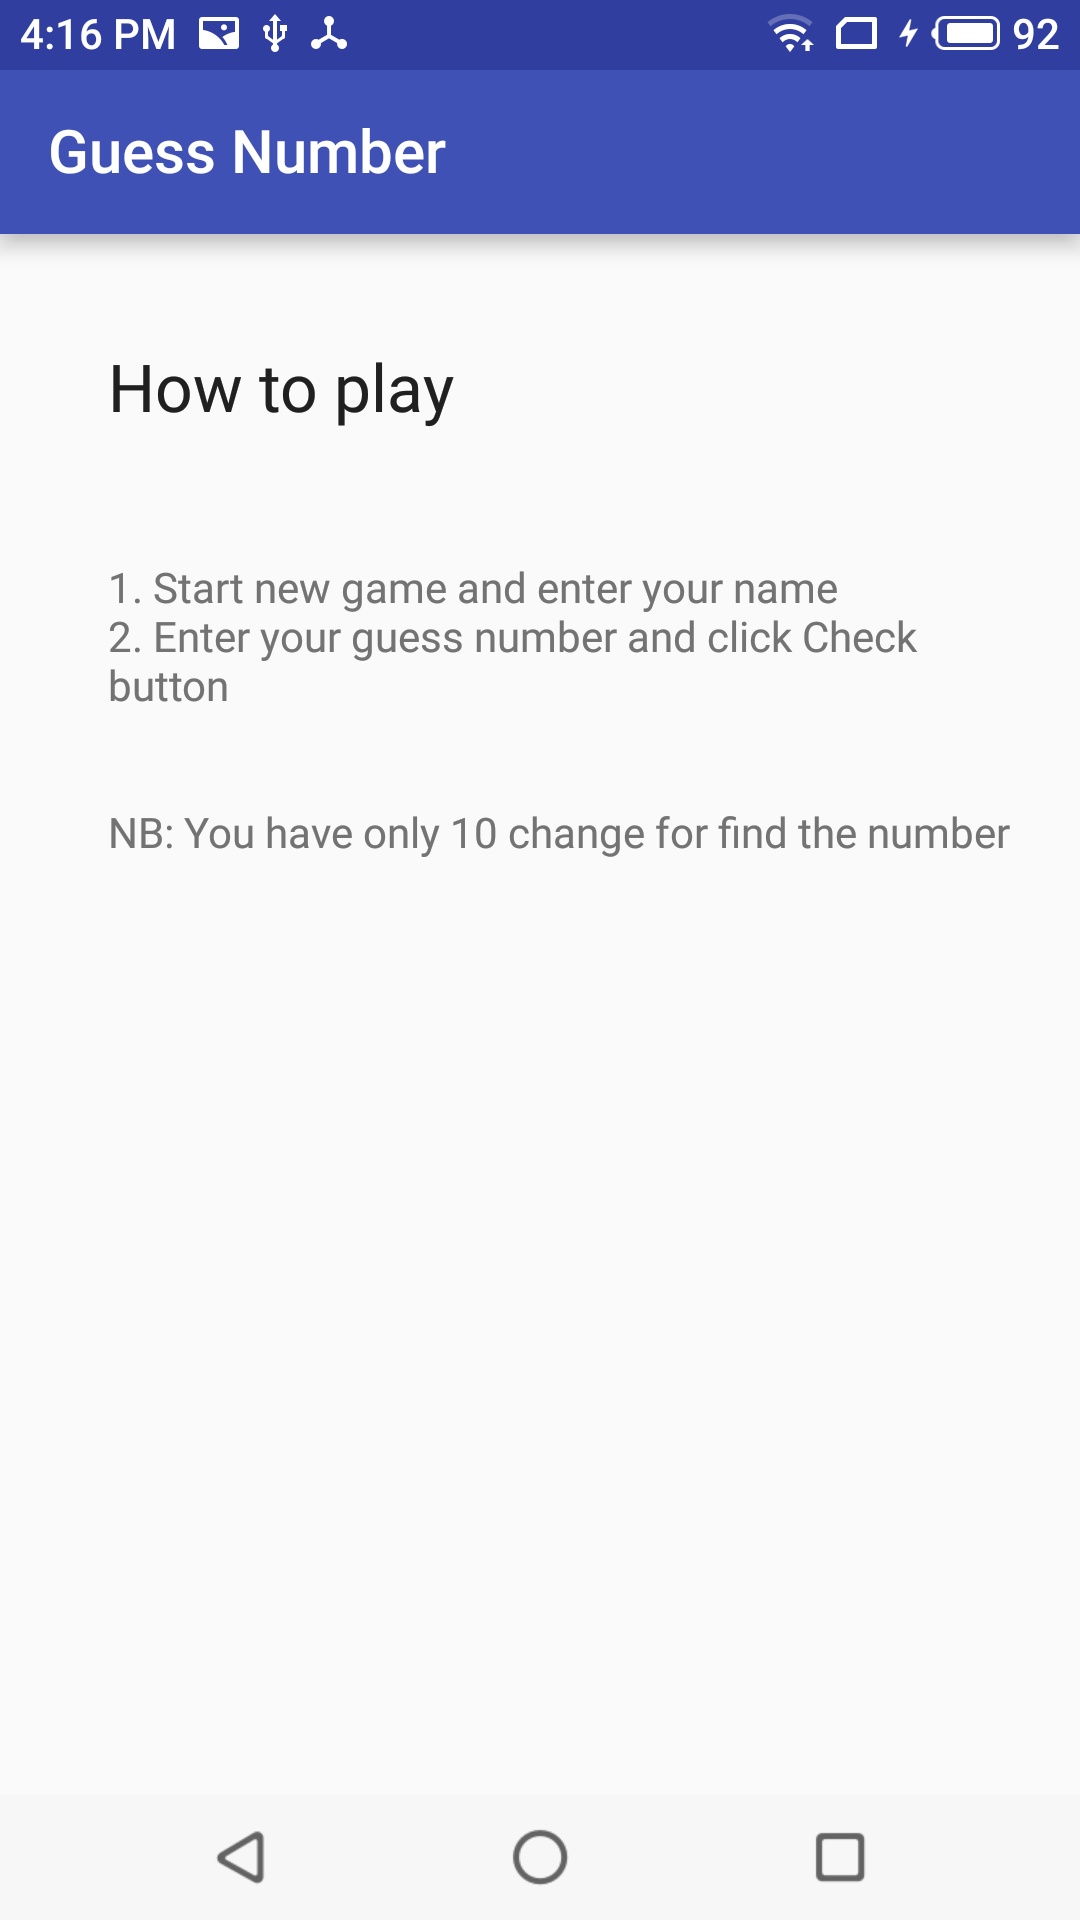 4:16 PM 92
Guess Number
How to play
1. Start new game and enter your name
2. Enter your guess number and click Check
button
NB: You have only 10 change for find the number